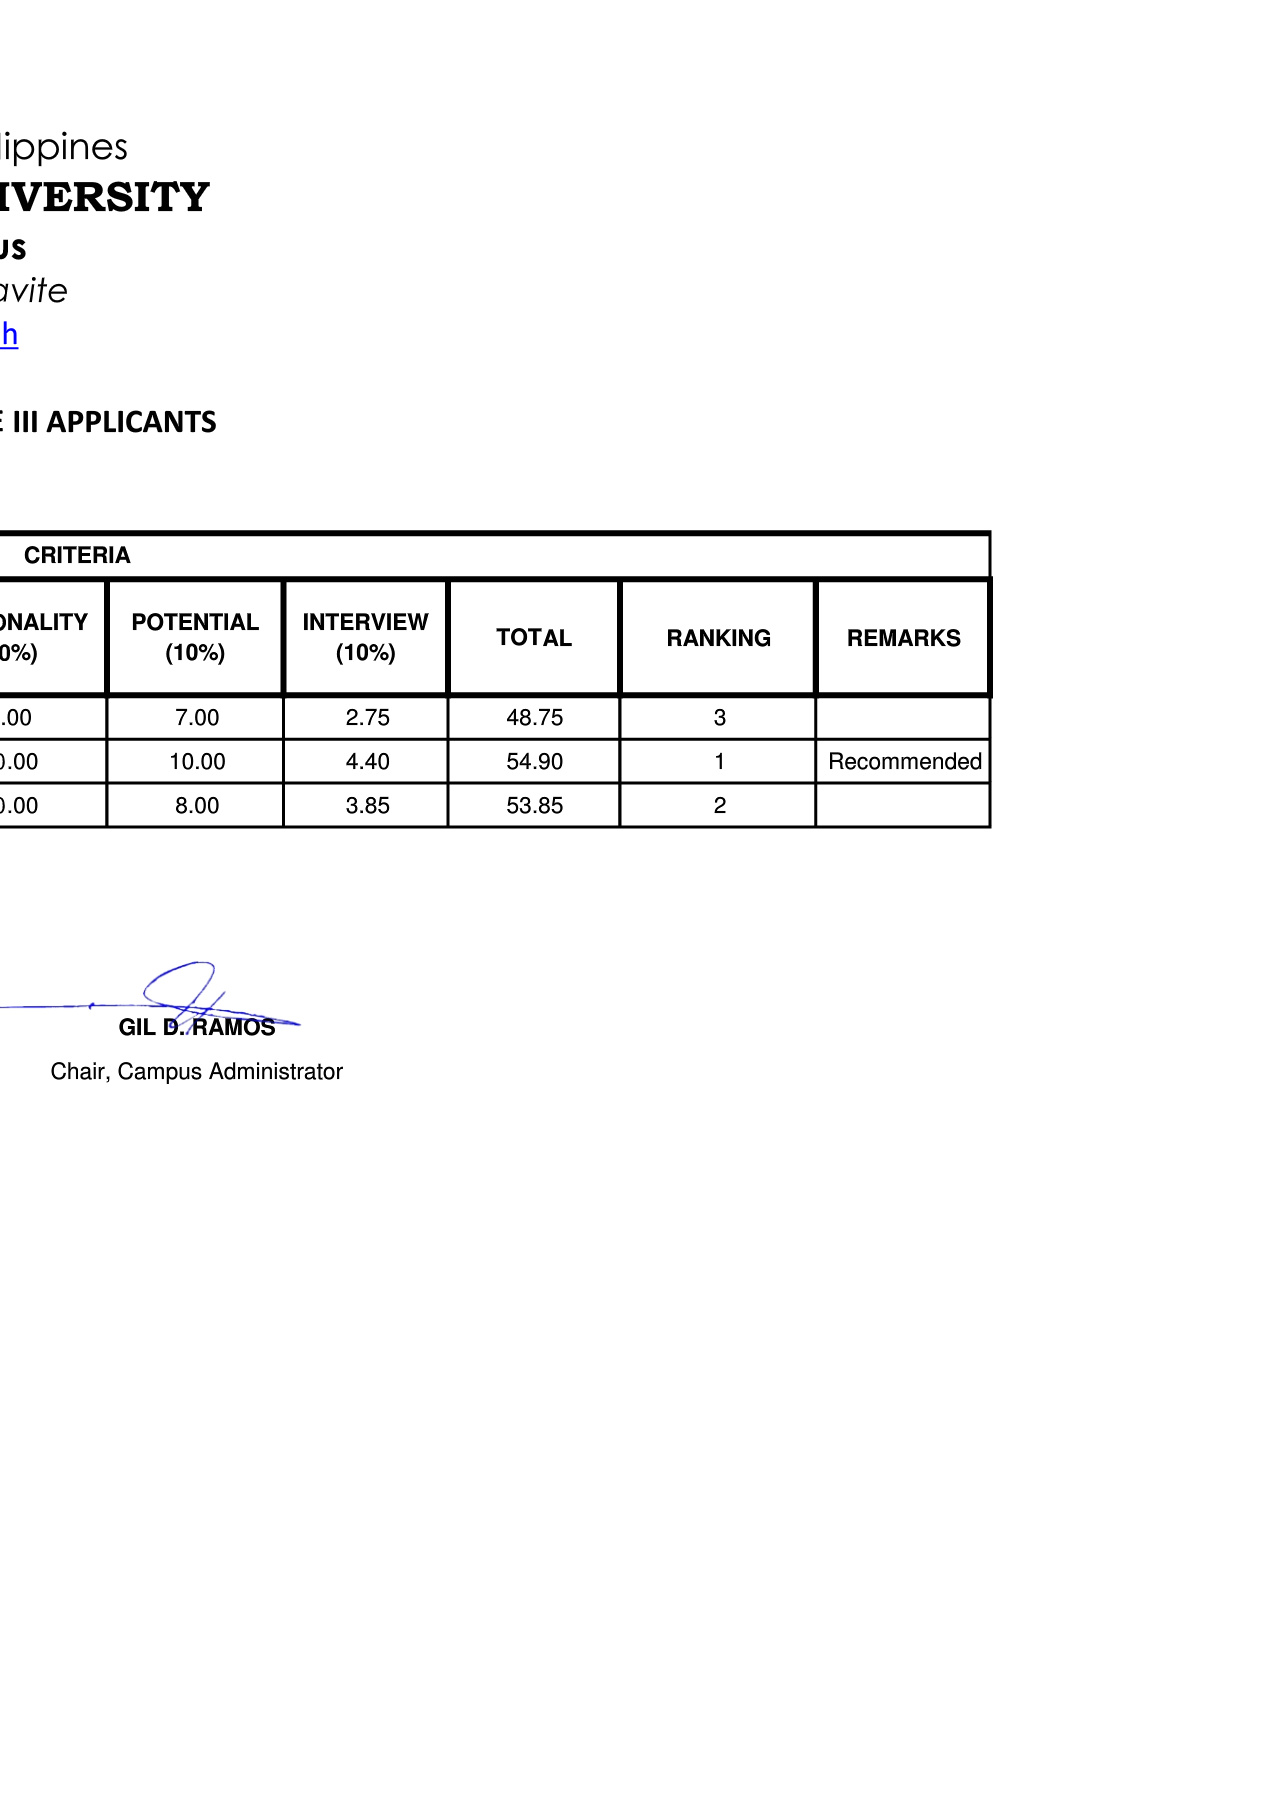 lippines
IVERSITY
us
avite
h
E III APPLICANTS
CRITERIA
ONALITY POTENTIAL INTERVIEW TOTAL RANKING REMARKS
0%) (10%) (10%)
.00 7.00 2.75 48.75 3
0.00 10.00 4.40 54.90 1 Recommended
0.00 8.00 3.85 53.85 2
GIL D. RAMOS
Chair, Campus Administrator